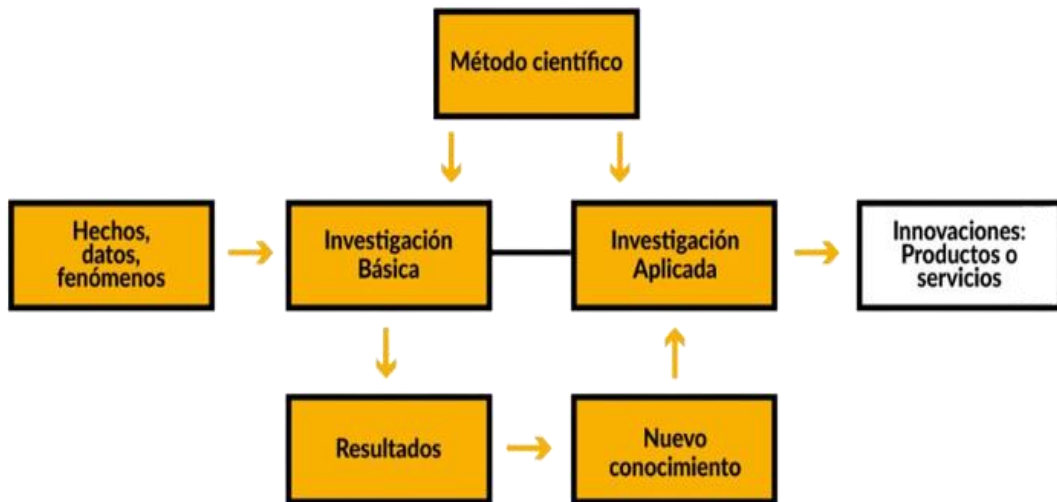 Método científico
Hechos,
datos,
fenómenos
Investigación
Básica
Investigación
Aplicada
Innovaciones:
Productos o
servicios
Resultados
Nuevo
conocimiento